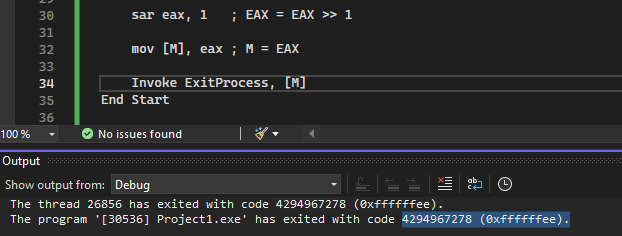 30 sar eax, 1 ; EAX = EAX >> 1
31
32 mov [M], eax ; M = EAX
33
34 Invoke ExitProcess, [M]
35 End Start
36
100 % No issues found
Output
Show output from: Debug
The thread 26856 has exited with code 4294967278 (0xffffffee).
The program '[30536] Project1.exe' has exited with code 4294967278 (0xffffffee).